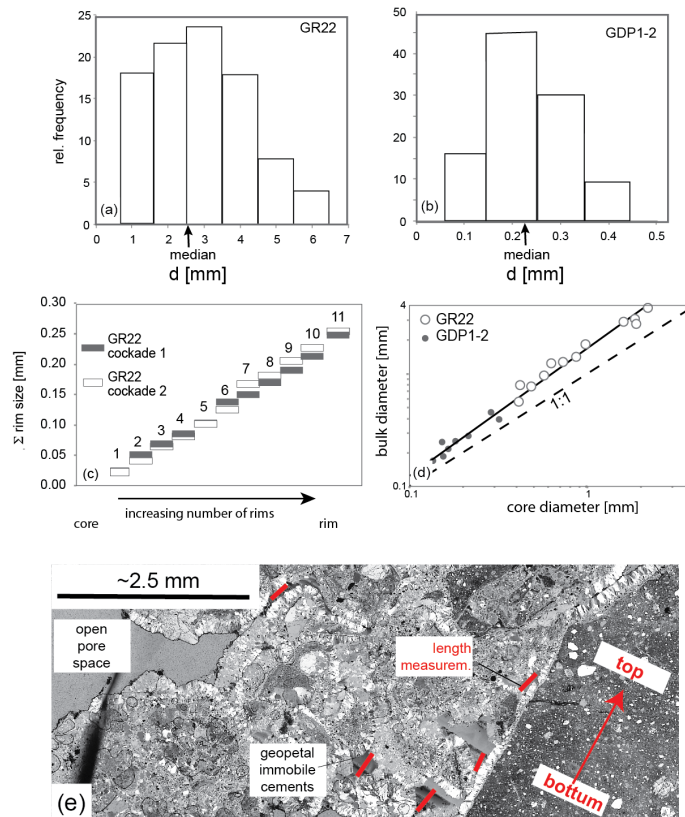 GR22
rel. frequency
25
20
15
10
5
0
(a)
0 1 2 3 4 5 6 7
median
d [mm]
GDP1-2
50
40
30
20
10
0
(b)
0 0.1 0.2 0.3 0.4 0.5
median
d [mm]
. Σ rim size [mm]
0.30
0.25
0.20
0.15
0.10
0.05
0.00
GR22
cockade 1
GR22
cockade 2
1 2 3 4 5 6 7 8 9 10 11
(c)
core
increasing number of rims
rim
bulk diameter [mm]
4
0.1
GR22
GDP1-2
1:1
(d)
0.1 1
core diameter [mm]
~2.5 mm
open
pore
space
length
measurem.
top
geopetal
immobile
cements
bottum
(e)